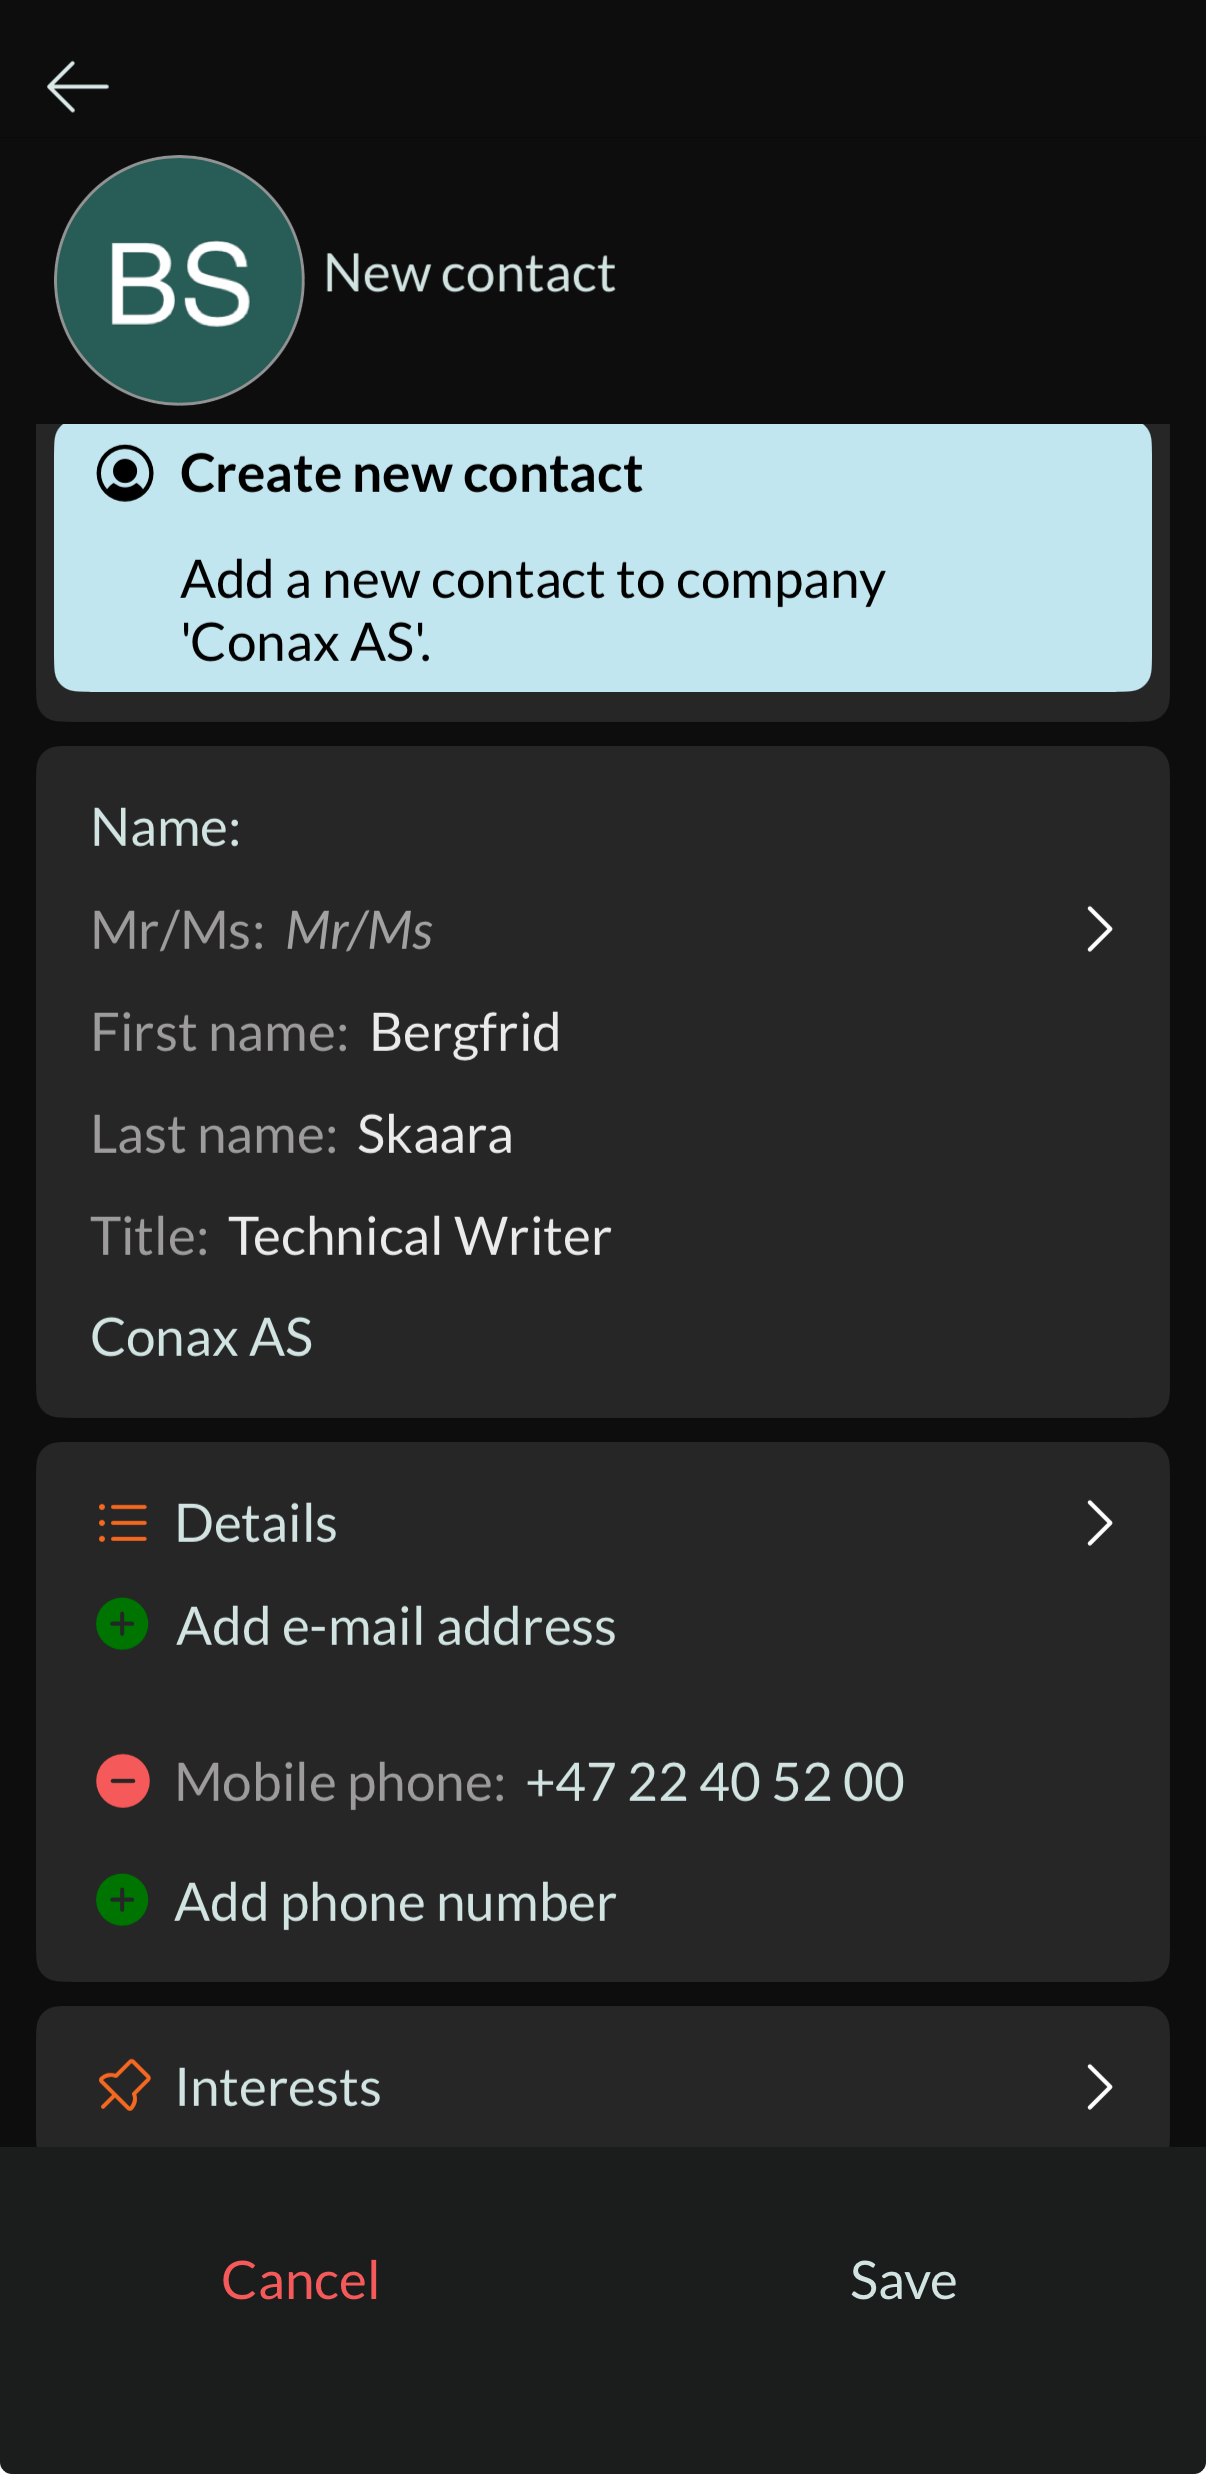 BS
New contact
Create new contact
Add a new contact to company
'Conax AS'.
Name:
Mr/Ms: Mr/Ms
First name: Bergfrid
Last name: Skaara
Title: Technical Writer
Conax AS
Details
Add e-mail address
Mobile phone: +47 22 40 52 00
Add phone number
Interests
Cancel
Save